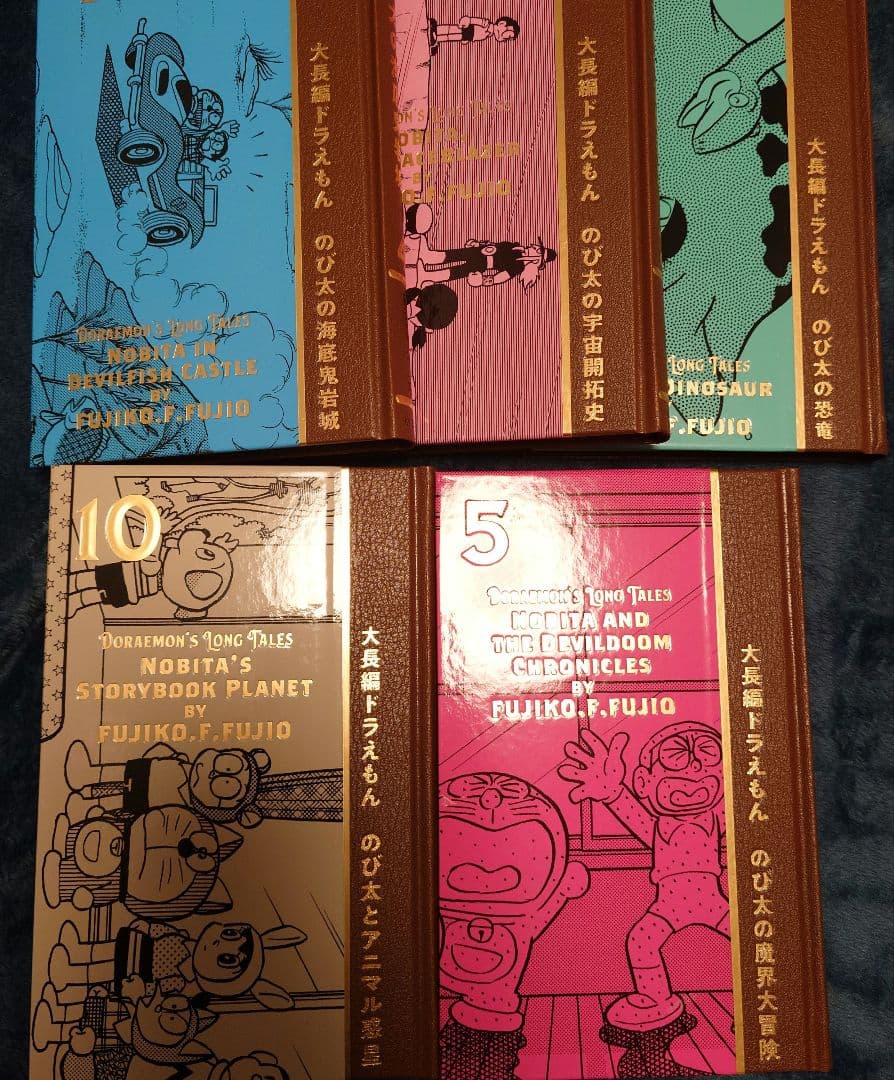 DORAEMON'S LONG TALES
NOBITA IN
DEVILFISH CASTLE
BY
FUJIKO.F.FUJIO
大長編ドラえもん のび太の海底鬼岩城
NOBITA,
BY
F.FUJIO
大長編ドラえもん のび太の宇宙開拓史
LONG TALES
DINOSAUR
F.FUJIO
大長編ドラえもん のび太の恐竜
10
DORAEMON'S LONG TALES
NOBITA'S
STORYBOOK PLANET
BY
FUJIKO.F.FUJIO
大長編ドラえもん のび太とアニマル惑星
5
DORAEMON'S LONG TALES
NOBITA AND
THE DEVILDOOM
CHRONICLES
BY
FUJIKO.F.FUJIO
大長編ドラえもん のび太の魔界大冒険